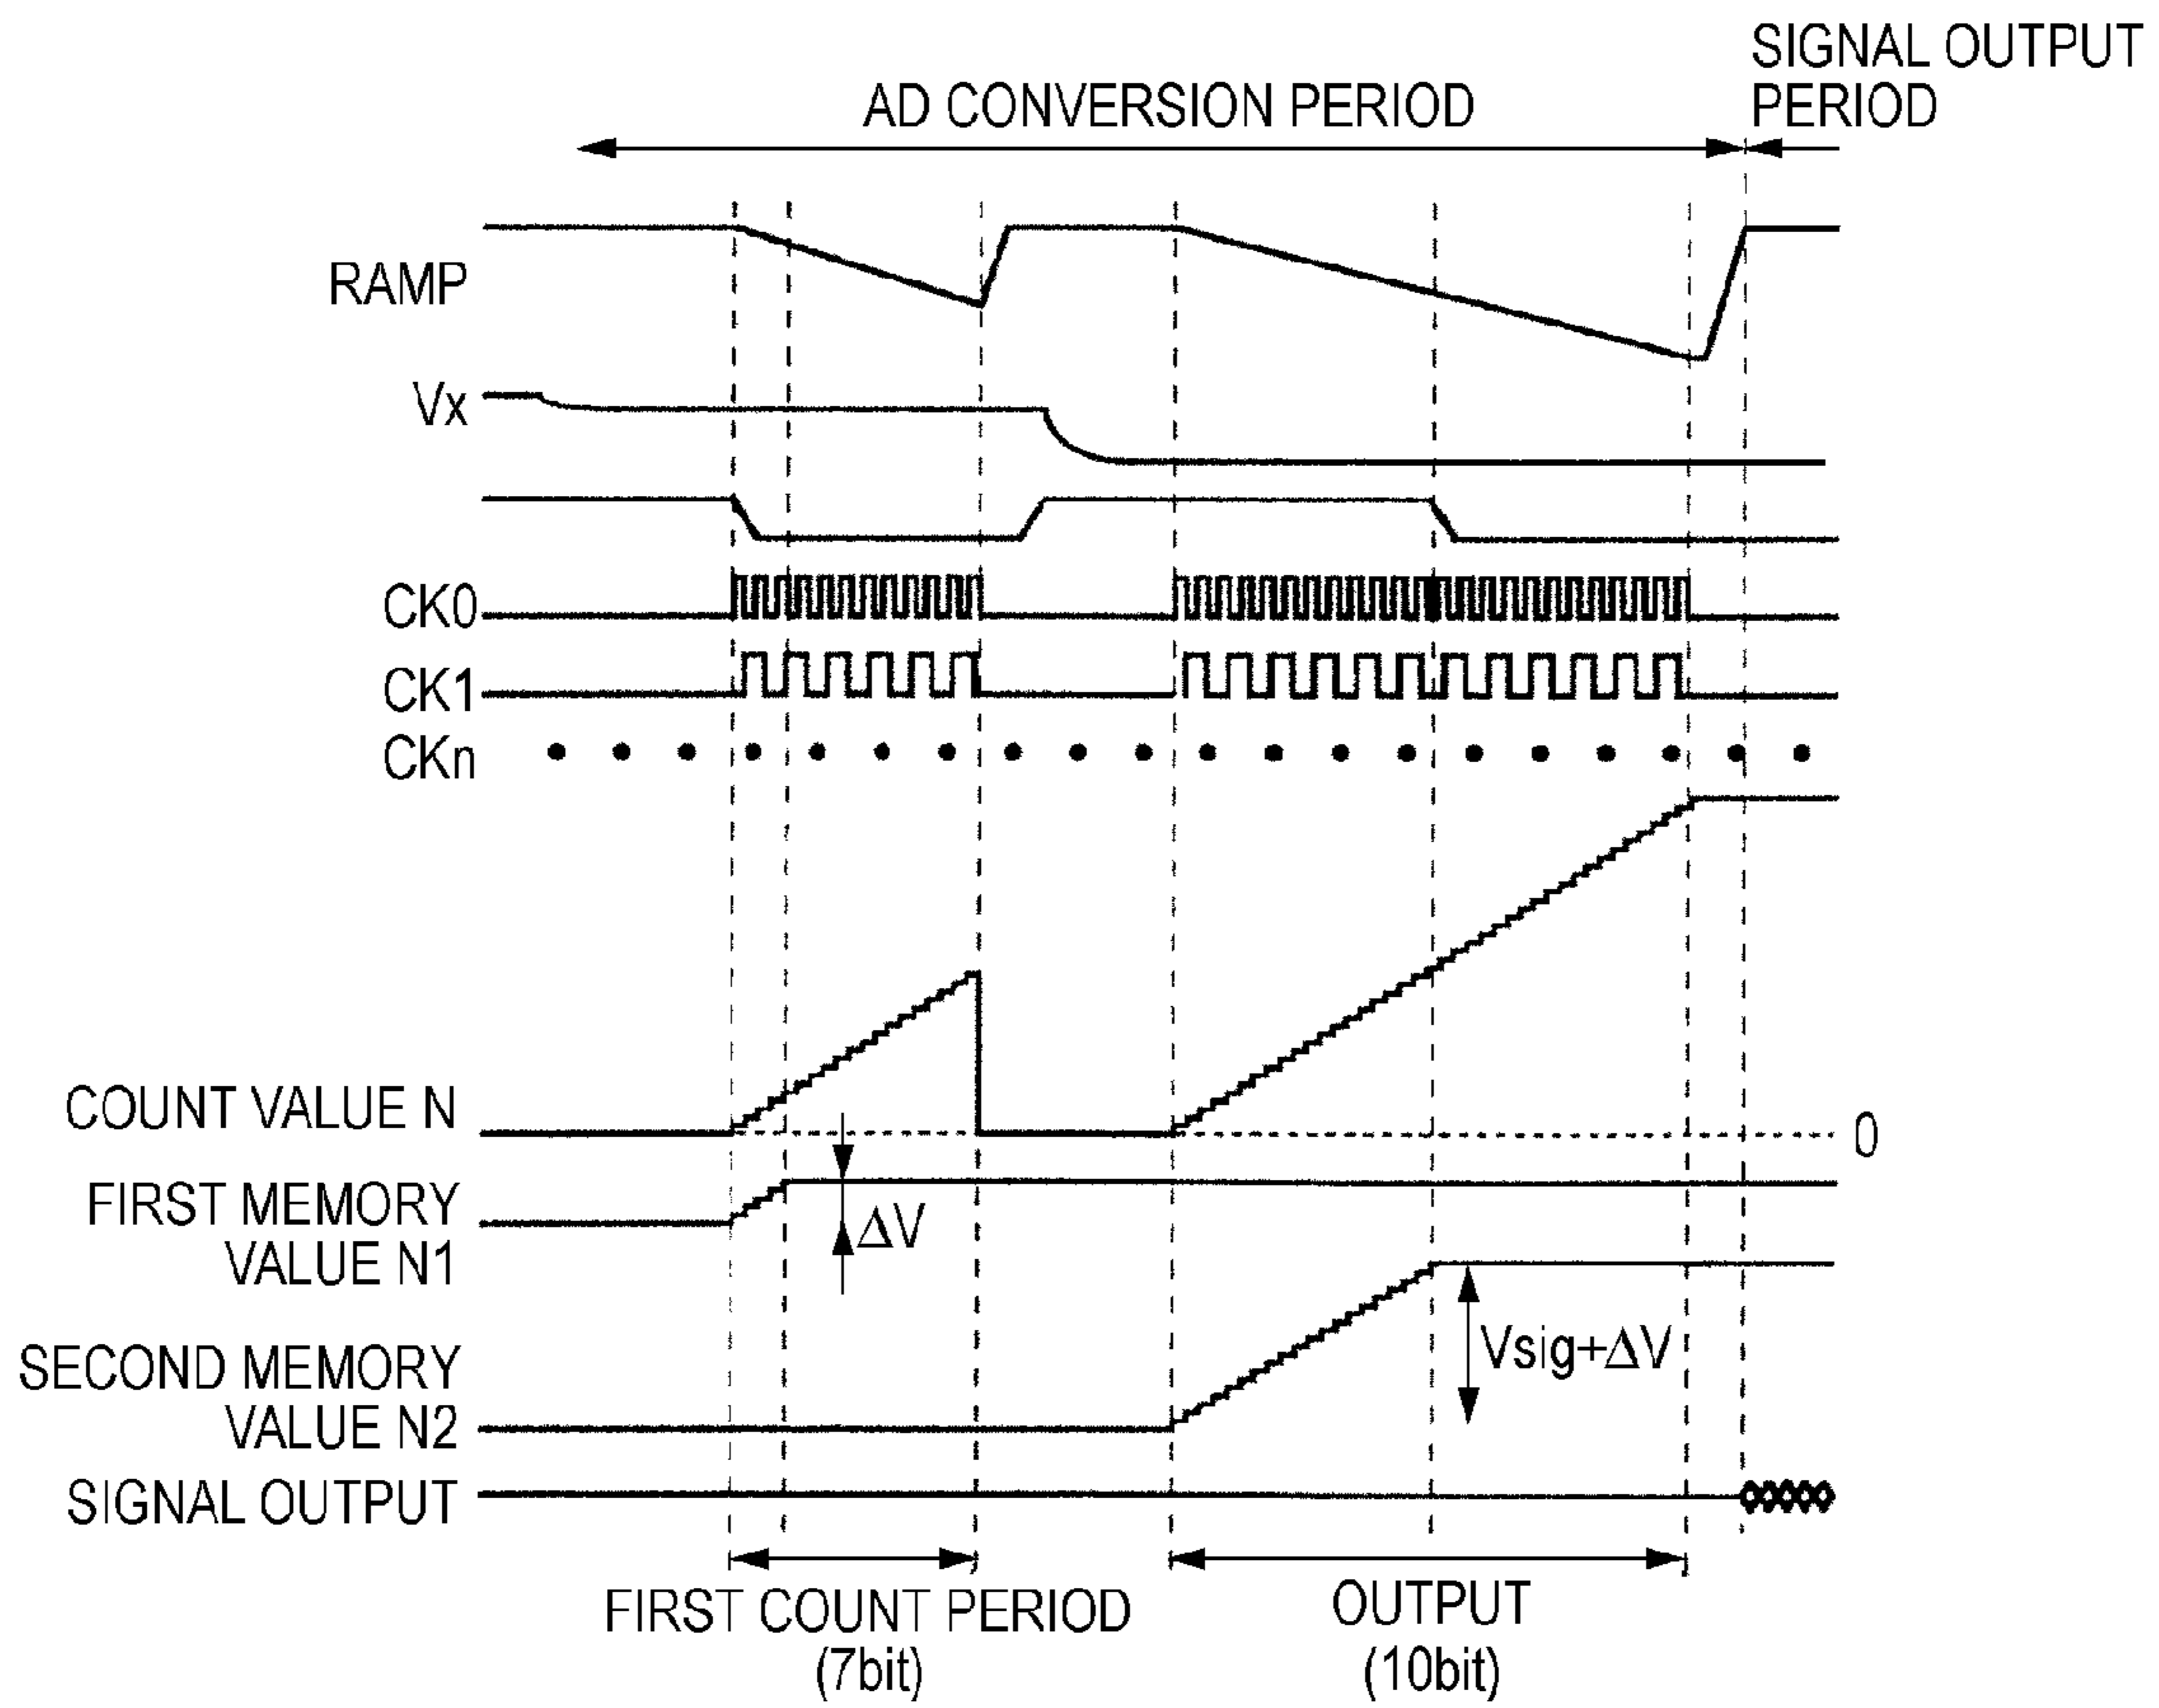 SIGNAL OUTPUT
PERIOD
AD CONVERSION PERIOD
RAMP
Vx
CK0
CK1
CKn
COUNT VALUE N
0
FIRST MEMORY
VALUE N1
ΔV
SECOND MEMORY
VALUE N2
Vsig+ΔV
SIGNAL OUTPUT
FIRST COUNT PERIOD
(7bit)
OUTPUT
(10bit)